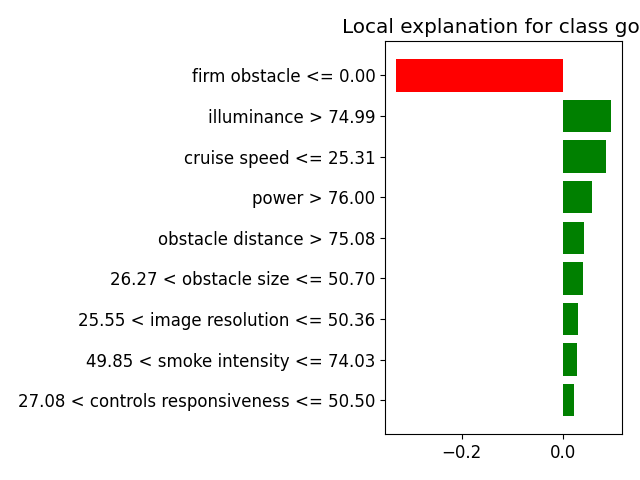 Local explanation for class go
firm obstacle <= 0.00
illuminance > 74.99
cruise speed <= 25.31
power > 76.00
obstacle distance > 75.08
26.27 < obstacle size <= 50.70
25.55 < image resolution <= 50.36
49.85 < smoke intensity <= 74.03
27.08 < controls responsiveness <= 50.50
−0.2 0.0